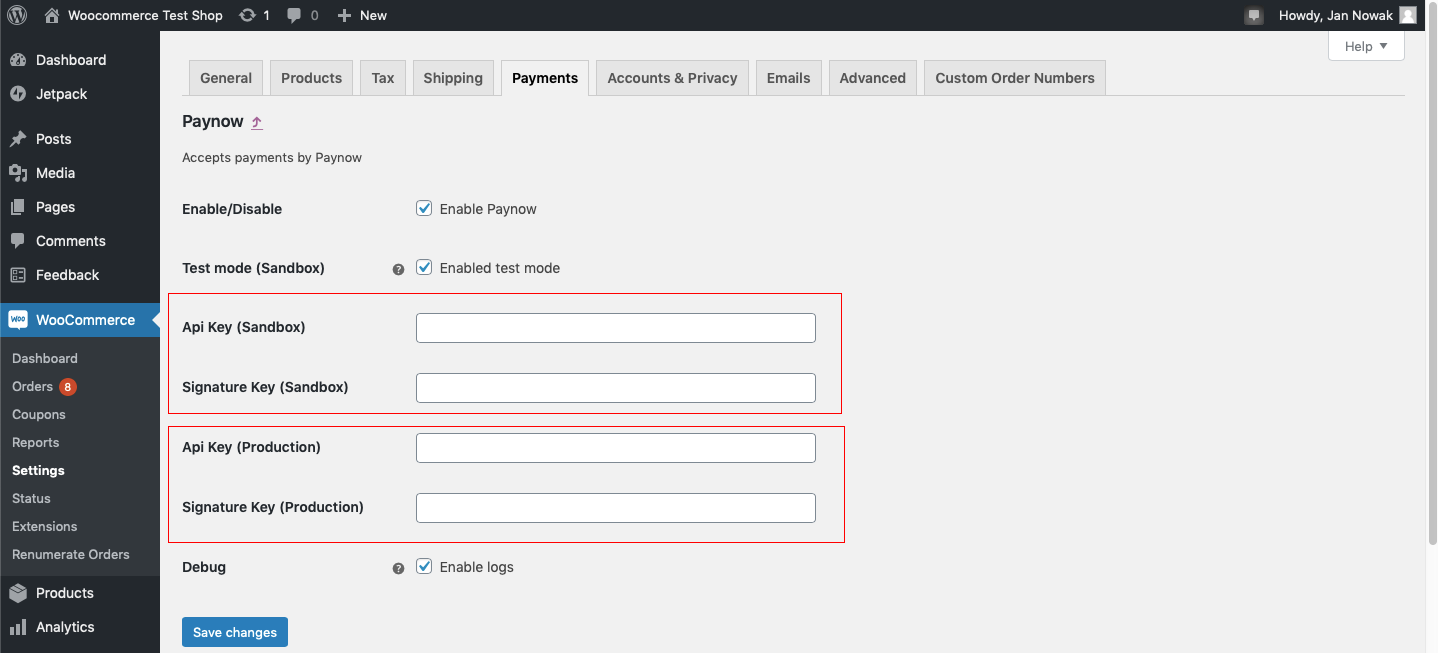 Woocommerce Test Shop 1 0 New Howdy, Jan Nowak
Help ▼
Dashboard
Jetpack
Posts
Media
Pages
Comments
Feedback
Woo WooCommerce
Dashboard
Orders 8
Coupons
Reports
Settings
Status
Extensions
Renumerate Orders
Products
Analytics
General Products Tax Shipping Payments Accounts & Privacy Emails Advanced Custom Order Numbers
Paynow
Accepts payments by Paynow
Enable/Disable Enable Paynow
Test mode (Sandbox) ? Enabled test mode
Api Key (Sandbox)
Signature Key (Sandbox)
Api Key (Production)
Signature Key (Production)
Debug ? Enable logs
Save changes